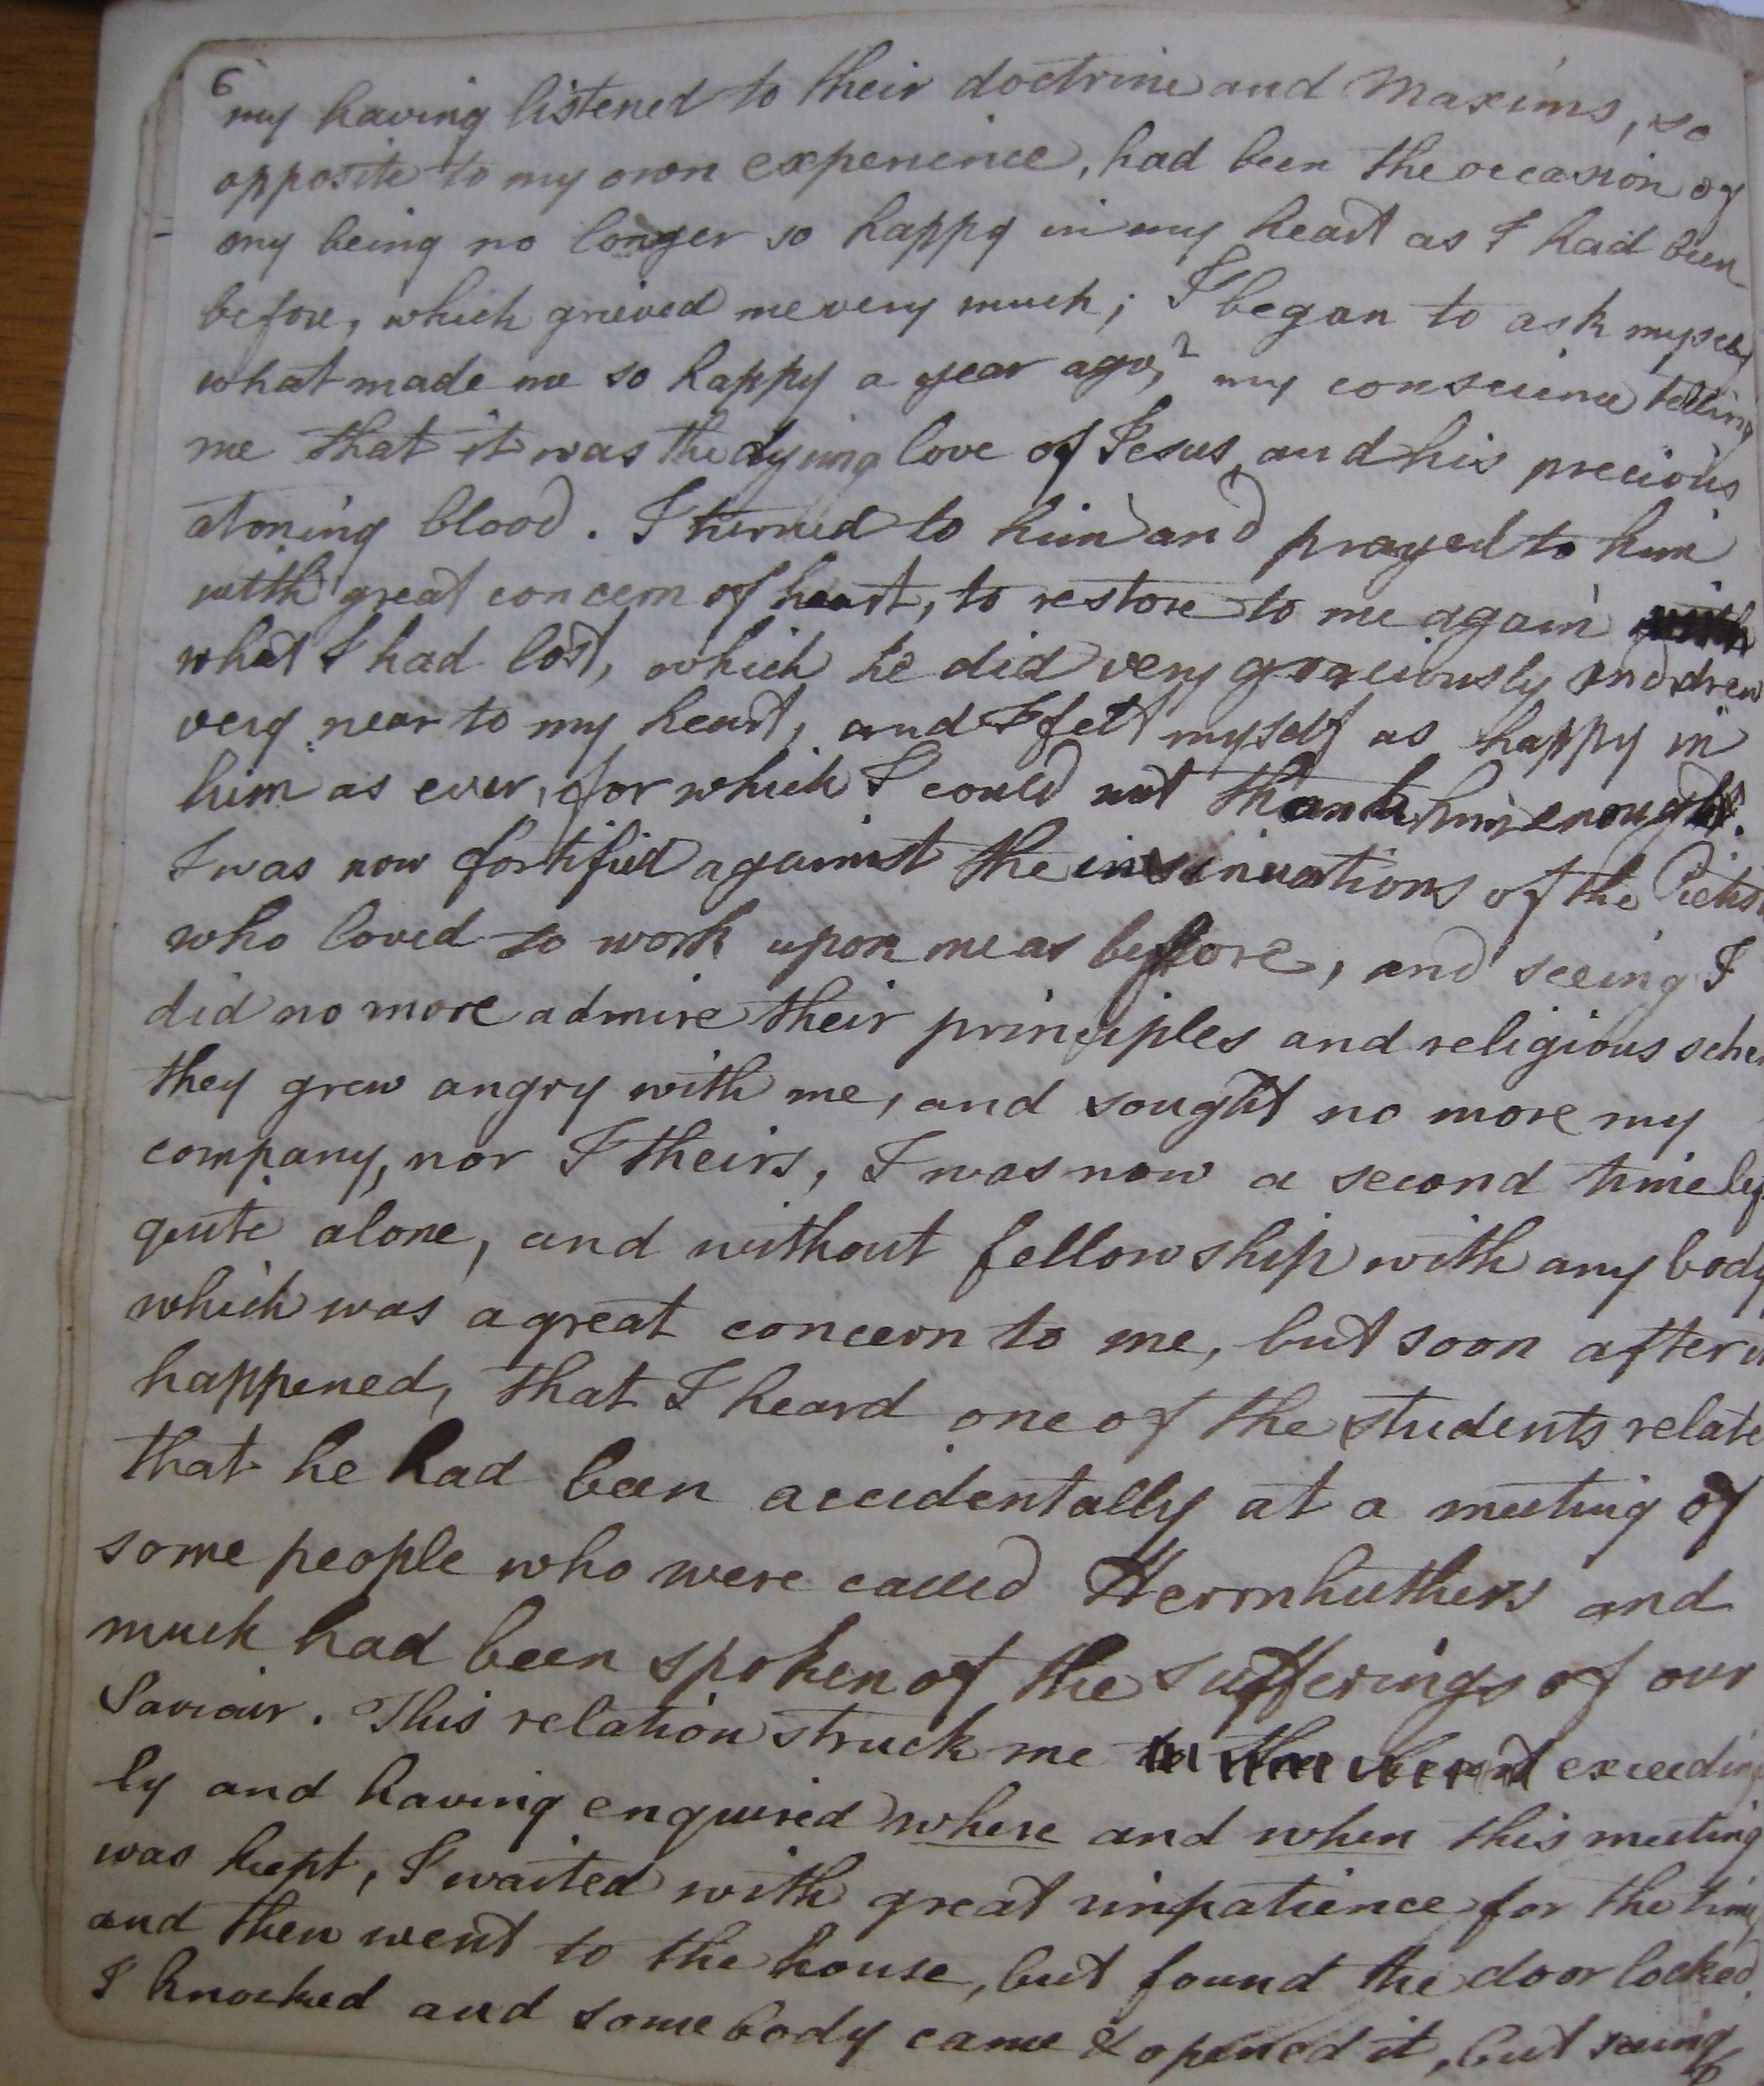 6
my having listened to their doctrine and Maxims, so
opposite to my own experience, had been the occasion of
my being no longer so happy in my heart as I had been
before, which grieved me very much; I began to ask myself
what made me so happy a year ago? my conscience telling
me that it was the dying love of Jesus, and his precious
atoning blood. I turned to him and prayed to him
with great concern of heart, to restore to me again
what I had lost, which he did very graciously and drew
very near to my heart, and I felt myself as happy in
him as ever, for which I could not thank him enough.
I was now fortified against the insinuations of the Pietis
who loved to work upon me as before, and seeing I
did no more admire their principles and religious sche
they grew angry with me, and sought no more my
company, nor I theirs, I was now a second time
quite alone, and without fellowship with any body
which was a great concern to me, but soon after
happened, that I heard one of the students relate
that he had been accidentally at a meeting of
some people who were called Herrnhuthers and
much had been spoken of the sufferings of our
Saviour. This relation struck me exceeding
ly and having enquired where and when this meeting
was kept, I waited with great impatience for the time
and then went to the house, but found the door locked,
I knocked and somebody came & opened it, but seing